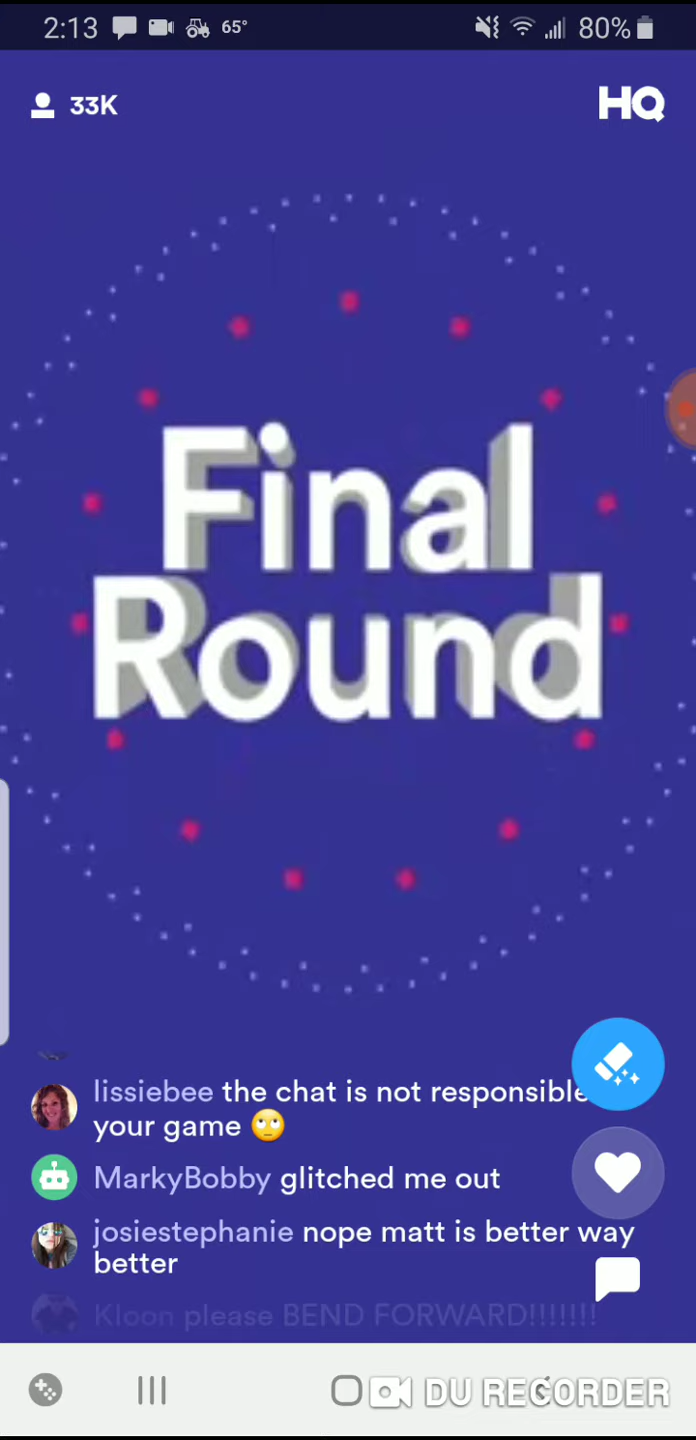 2:13 65° 80%
33K HQ
Final
Round
lissiebee the chat is not responsible
your game 🙄
MarkyBobby glitched me out
josiestephanie nope matt is better way
better
Kloon please BEND FORWARD!!!!!!!
DU RECORDER